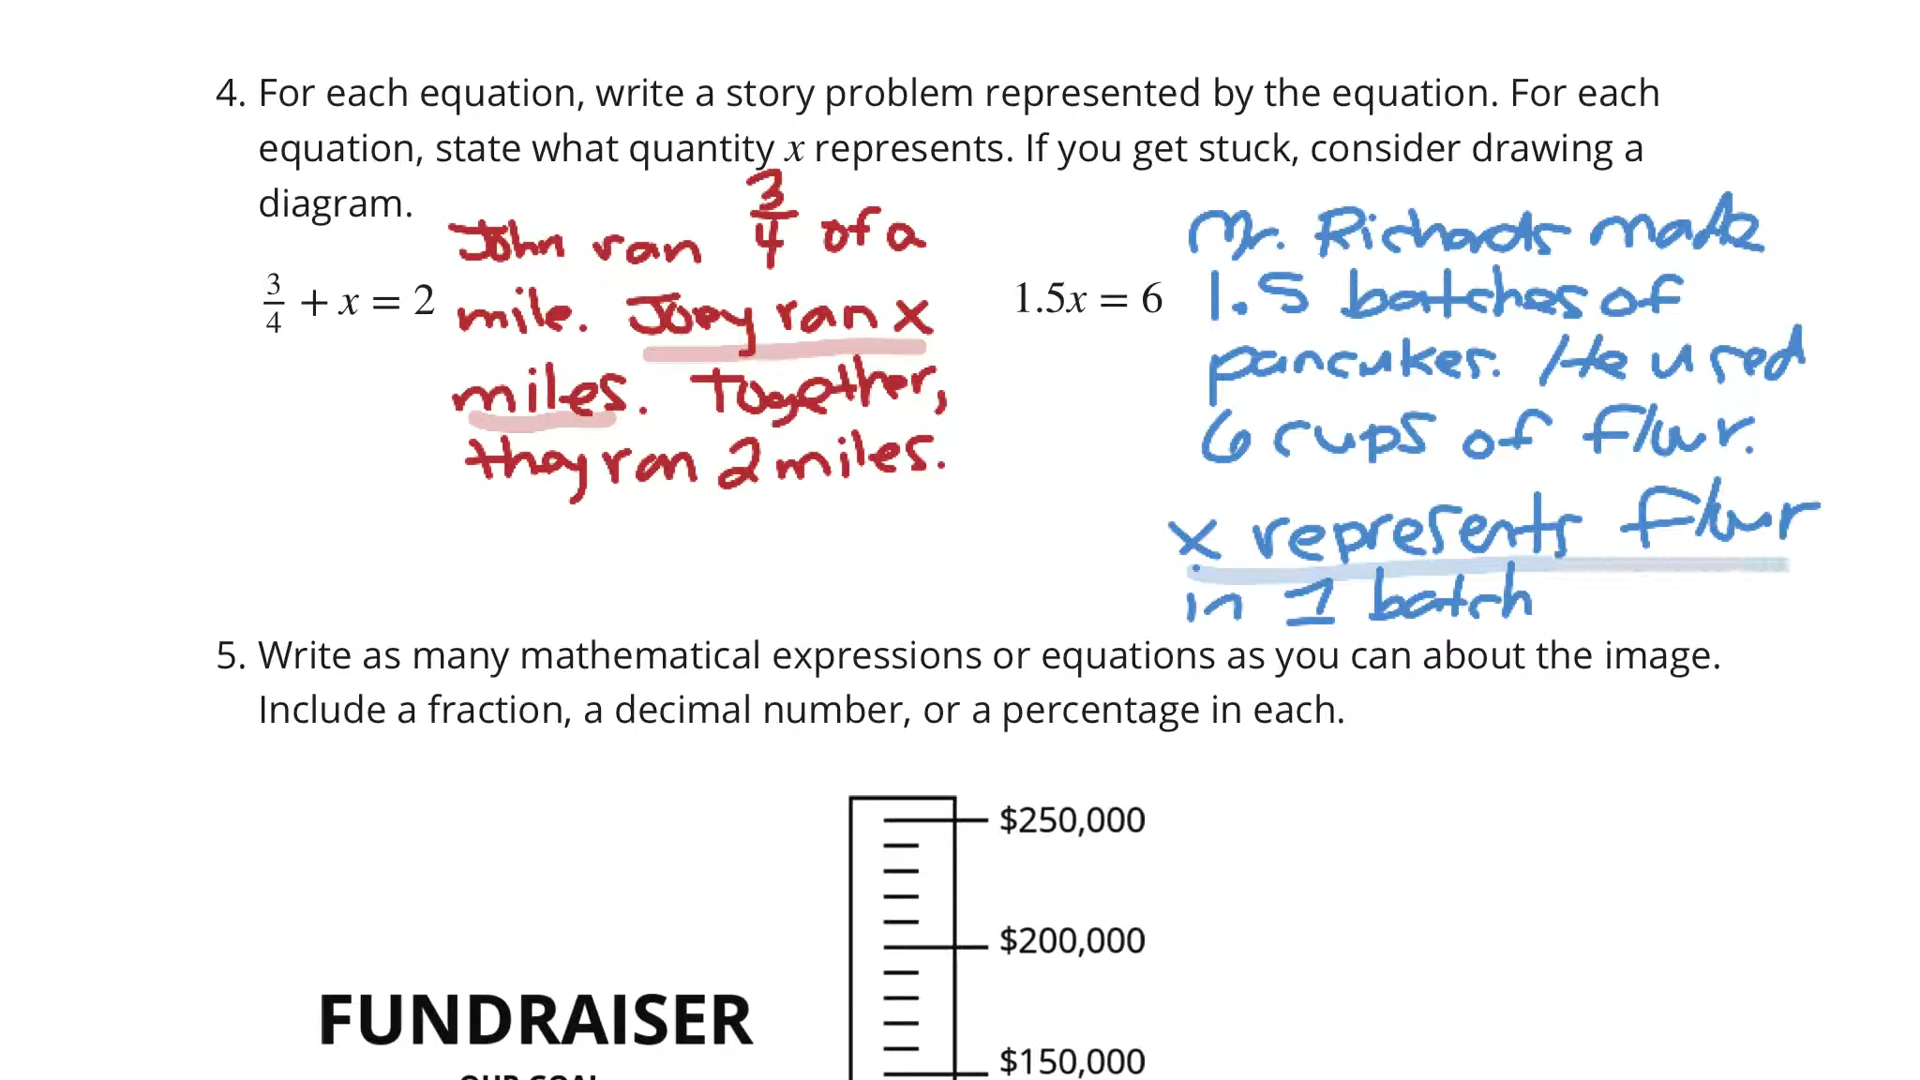 4. For each equation, write a story problem represented by the equation. For each
equation, state what quantity x represents. If you get stuck, consider drawing a
diagram.
3/4 + x = 2
John ran 3/4 of a
mile. Joey ran x
miles. Together,
they ran 2 miles.
1.5x = 6
Mr. Richards made
1.5 batches of
pancakes. He used
6 cups of flour.
x represents flour
in 1 batch
5. Write as many mathematical expressions or equations as you can about the image.
Include a fraction, a decimal number, or a percentage in each.
$250,000
$200,000
FUNDRAISER
$150,000
OUR GOAL